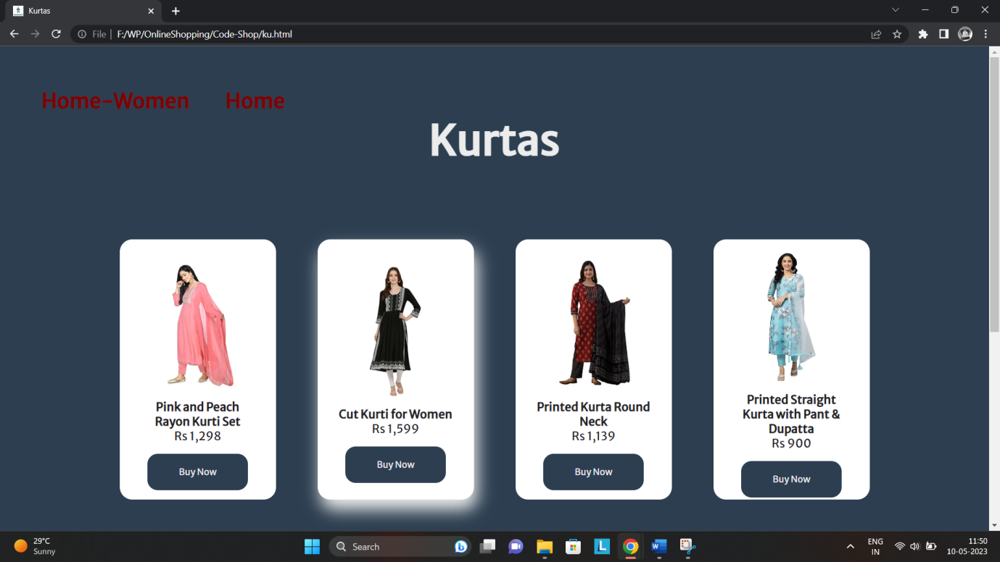 Kurtas
File
F:/WP/OnlineShopping/Code-Shop/ku.html
Home-Women Home
Kurtas
Pink and Peach
Rayon Kurti Set
Rs 1,298
Buy Now
Cut Kurti for Women
Rs 1,599
Buy Now
Printed Kurta Round
Neck
Rs 1,139
Buy Now
Printed Straight
Kurta with Pant &
Dupatta
Rs 900
Buy Now
29°C
Sunny
Search
ENG
IN
11:50
10-05-2023